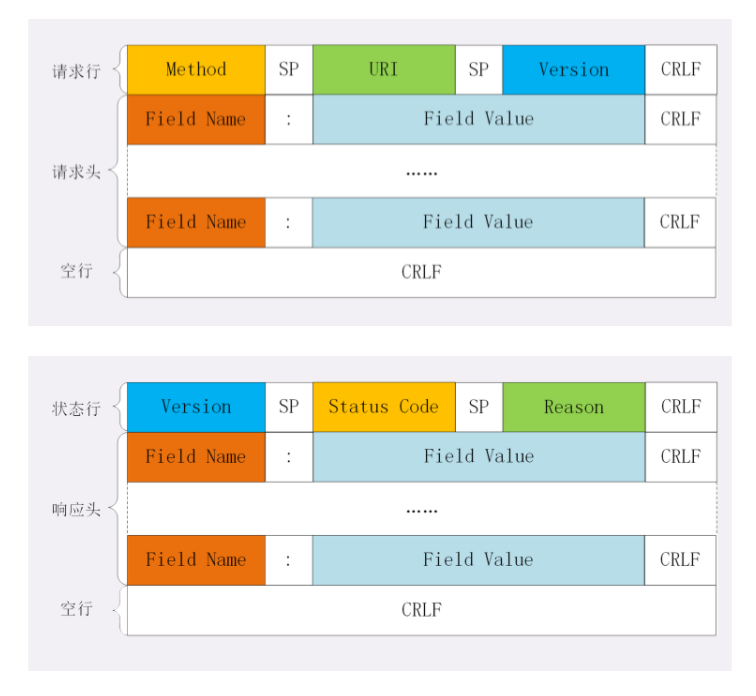 请求行 Method SP URI SP Version CRLF
Field Name : Field Value CRLF
请求头 ......
Field Name : Field Value CRLF
空行 CRLF
状态行 Version SP Status Code SP Reason CRLF
Field Name : Field Value CRLF
响应头 ......
Field Name : Field Value CRLF
空行 CRLF